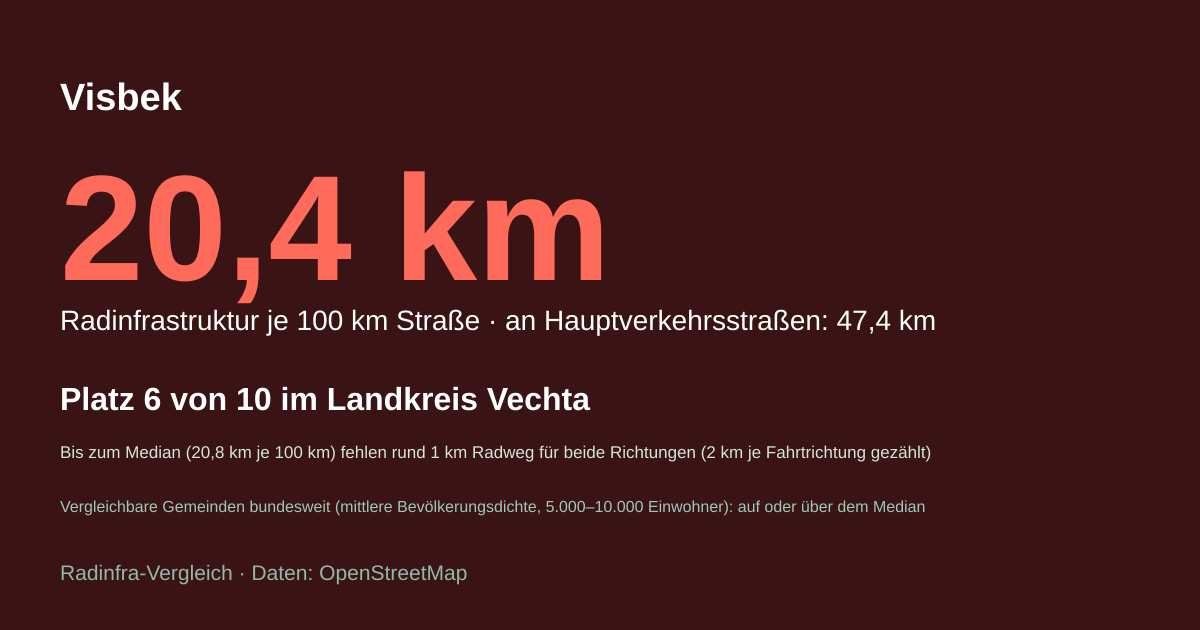 Visbek
20,4 km
Radinfrastruktur je 100 km Straße · an Hauptverkehrsstraßen: 47,4 km
Platz 6 von 10 im Landkreis Vechta
Bis zum Median (20,8 km je 100 km) fehlen rund 1 km Radweg für beide Richtungen (2 km je Fahrtrichtung gezählt)
Vergleichbare Gemeinden bundesweit (mittlere Bevölkerungsdichte, 5.000–10.000 Einwohner): auf oder über dem Median
Radinfra-Vergleich · Daten: OpenStreetMap